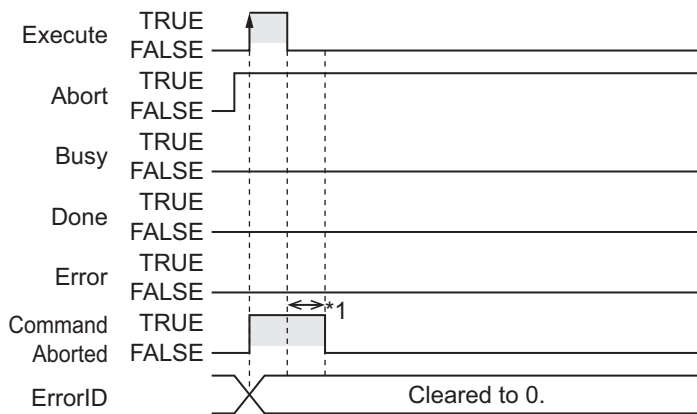 Execute TRUE
FALSE
Abort TRUE
FALSE
Busy TRUE
FALSE
Done TRUE
FALSE
Error TRUE
FALSE
*1
Command TRUE
Aborted FALSE
ErrorID Cleared to 0.